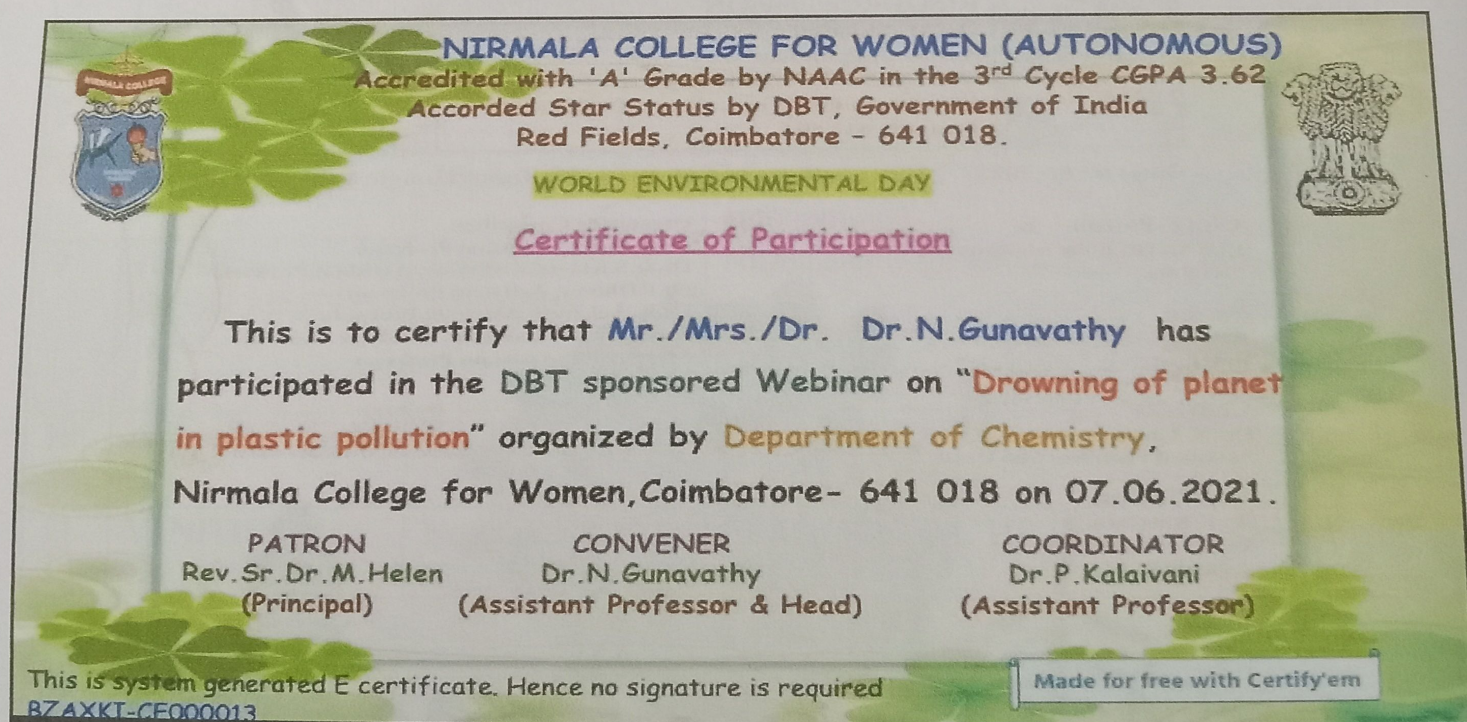 NIRMALA COLLEGE FOR WOMEN (AUTONOMOUS)
Accredited with 'A' Grade by NAAC in the 3rd Cycle CGPA 3.62
Accorded Star Status by DBT, Government of India
Red Fields, Coimbatore - 641 018.
NIRMALA COLLEGE
WORLD ENVIRONMENTAL DAY
Certificate of Participation
This is to certify that Mr./Mrs./Dr. Dr.N.Gunavathy has
participated in the DBT sponsored Webinar on "Drowning of planet
in plastic pollution" organized by Department of Chemistry,
Nirmala College for Women,Coimbatore- 641 018 on 07.06.2021.
PATRON CONVENER COORDINATOR
Rev.Sr.Dr.M.Helen Dr.N.Gunavathy Dr.P.Kalaivani
(Principal) (Assistant Professor & Head) (Assistant Professor)
This is system generated E certificate. Hence no signature is required
Made for free with Certify'em
BZAXKT-CE000013